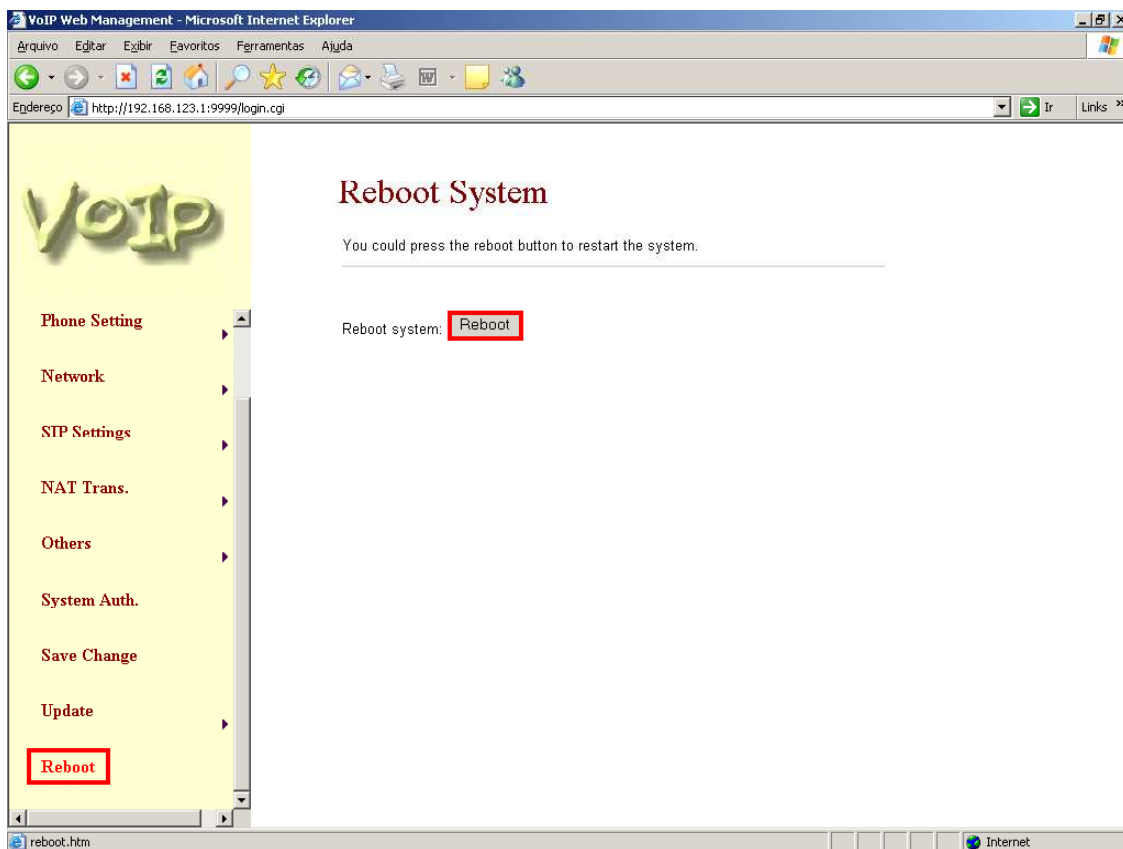 VoIP Web Management - Microsoft Internet Explorer
Arquivo Editar Exibir Favoritos Ferramentas Ajuda
Endereço http://192.168.123.1:9999/login.cgi Ir Links »
VOIP
Reboot System
You could press the reboot button to restart the system.
Reboot system: Reboot
Phone Setting
Network
SIP Settings
NAT Trans.
Others
System Auth.
Save Change
Update
Reboot
reboot.htm Internet